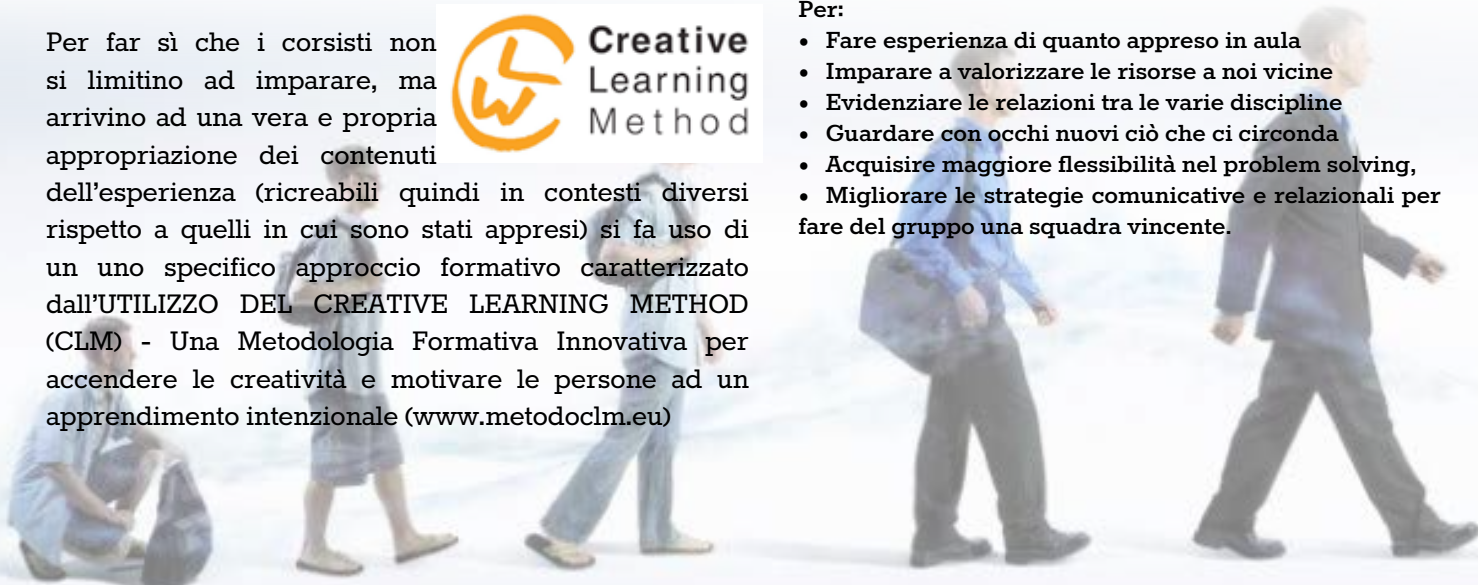 Per far sì che i corsisti non
si limitino ad imparare, ma
arrivino ad una vera e propria
appropriazione dei contenuti
dell'esperienza (ricreabili quindi in contesti diversi
rispetto a quelli in cui sono stati appresi) si fa uso di
un uno specifico approccio formativo caratterizzato
dall'UTILIZZO DEL CREATIVE LEARNING METHOD
(CLM) - Una Metodologia Formativa Innovativa per
accendere le creatività e motivare le persone ad un
apprendimento intenzionale (www.metodoclm.eu)
Creative
Learning
Method
Per:
• Fare esperienza di quanto appreso in aula
• Imparare a valorizzare le risorse a noi vicine
• Evidenziare le relazioni tra le varie discipline
• Guardare con occhi nuovi ciò che ci circonda
• Acquisire maggiore flessibilità nel problem solving,
• Migliorare le strategie comunicative e relazionali per
fare del gruppo una squadra vincente.